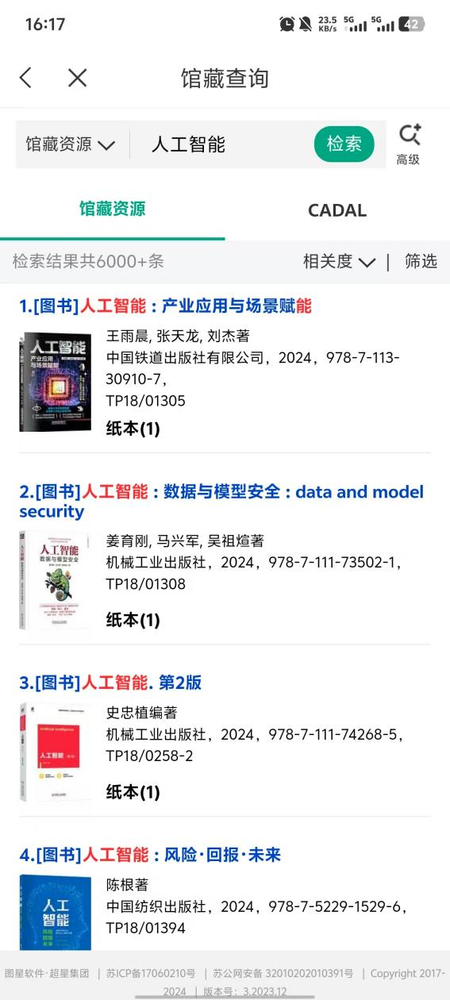 16:17 23.5 KB/s 5G 5G 42
馆藏查询
馆藏资源 人工智能 检索 高级
馆藏资源 CADAL
检索结果共6000+条 相关度 | 筛选
1.[图书]人工智能 : 产业应用与场景赋能
人工智能
产业应用
与场景赋能
王雨晨, 张天龙, 刘杰著
中国铁道出版社有限公司，2024，978-7-113-
30910-7，
TP18/01305
纸本(1)
2.[图书]人工智能 : 数据与模型安全 : data and model
security
人工智能
数据与模型安全
姜育刚, 马兴军, 吴祖煊著
机械工业出版社，2024，978-7-111-73502-1，
TP18/01308
纸本(1)
3.[图书]人工智能. 第2版
Artificial Intelligence
人工智能
史忠植编著
机械工业出版社，2024，978-7-111-74268-5，
TP18/0258-2
纸本(1)
4.[图书]人工智能 : 风险·回报·未来
人工
智能
风险
回报
未来
陈根著
中国纺织出版社，2024，978-7-5229-1529-6，
TP18/01394
图星软件·超星集团 | 苏ICP备17060210号 | 苏公网安备 32010202010391号 | Copyright 2017-
2024 | 版本号：3.2023.12